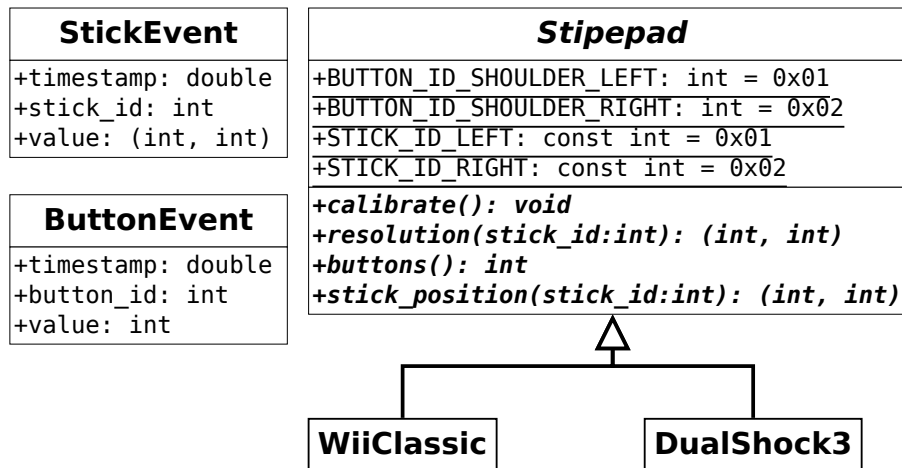 StickEvent
+timestamp: double
+stick_id: int
+value: (int, int)
ButtonEvent
+timestamp: double
+button_id: int
+value: int
Stipepad
+BUTTON_ID_SHOULDER_LEFT: int = 0x01
+BUTTON_ID_SHOULDER_RIGHT: int = 0x02
+STICK_ID_LEFT: const int = 0x01
+STICK_ID_RIGHT: const int = 0x02
+calibrate(): void
+resolution(stick_id:int): (int, int)
+buttons(): int
+stick_position(stick_id:int): (int, int)
WiiClassic
DualShock3